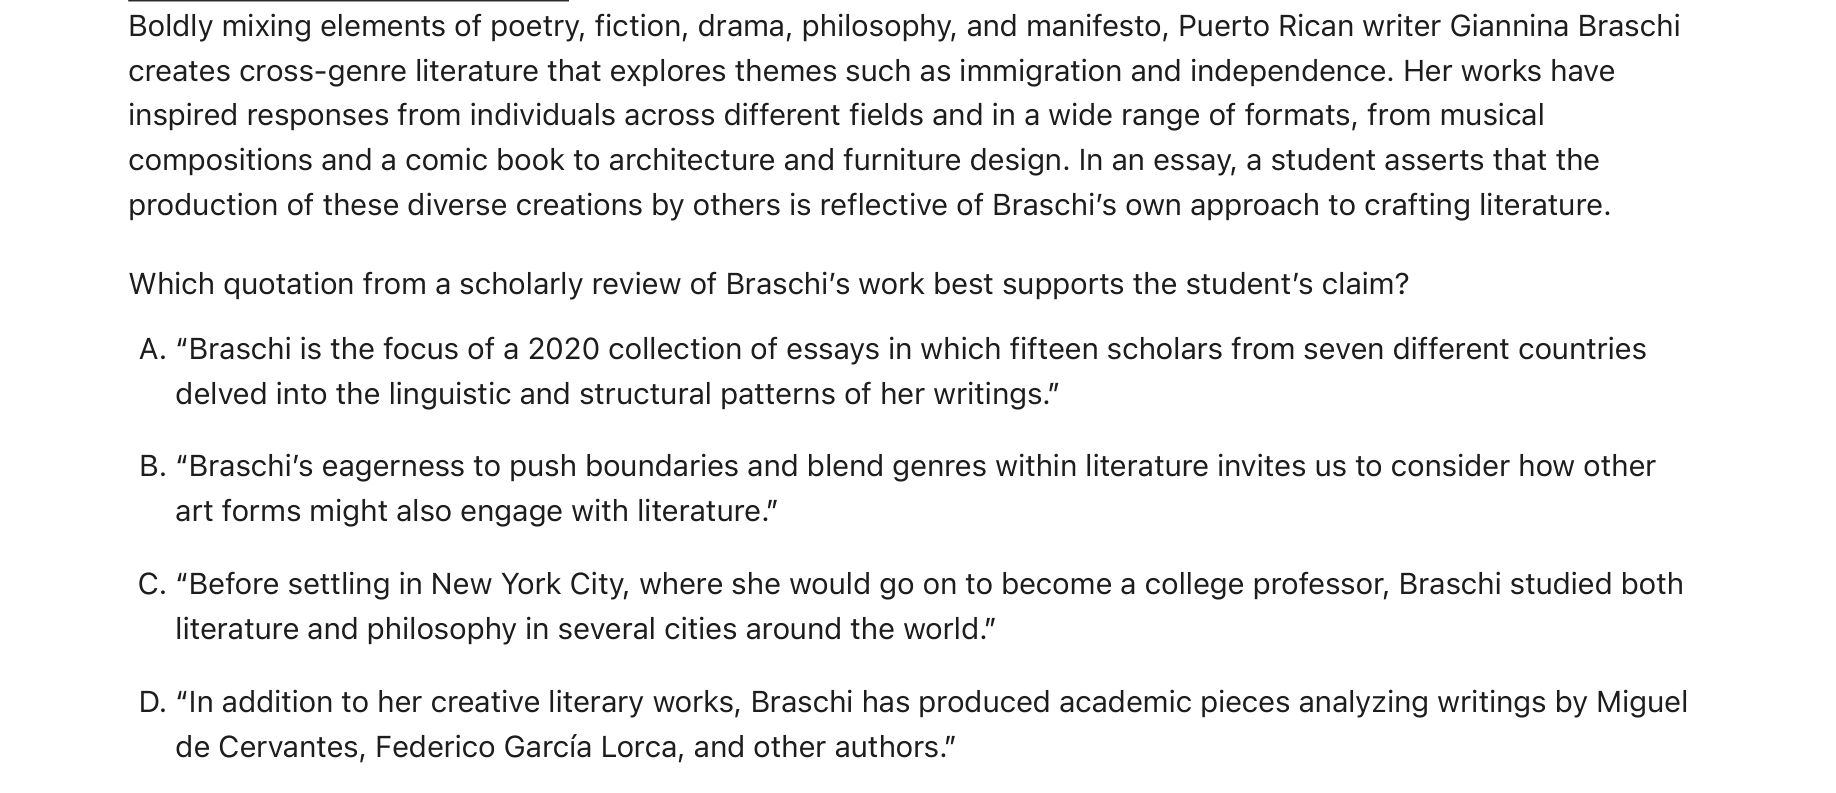 Boldly mixing elements of poetry, fiction, drama, philosophy, and manifesto, Puerto Rican writer Giannina Braschi
creates cross-genre literature that explores themes such as immigration and independence. Her works have
inspired responses from individuals across different fields and in a wide range of formats, from musical
compositions and a comic book to architecture and furniture design. In an essay, a student asserts that the
production of these diverse creations by others is reflective of Braschi’s own approach to crafting literature.
Which quotation from a scholarly review of Braschi’s work best supports the student’s claim?
A. “Braschi is the focus of a 2020 collection of essays in which fifteen scholars from seven different countries
delved into the linguistic and structural patterns of her writings.”
B. “Braschi’s eagerness to push boundaries and blend genres within literature invites us to consider how other
art forms might also engage with literature.”
C. “Before settling in New York City, where she would go on to become a college professor, Braschi studied both
literature and philosophy in several cities around the world.”
D. “In addition to her creative literary works, Braschi has produced academic pieces analyzing writings by Miguel
de Cervantes, Federico García Lorca, and other authors.”